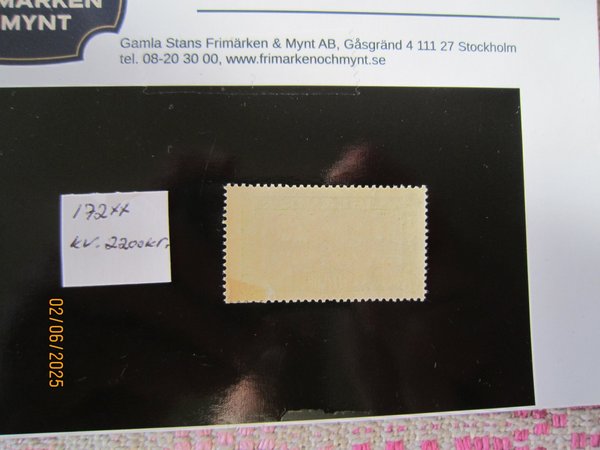 MÄRKEN
MYNT
Gamla Stans Frimärken & Mynt AB, Gåsgränd 4 111 27 Stockholm
tel. 08-20 30 00, www.frimarkenochmynt.se
172xx
kv. 2200kr.
02/06/2025